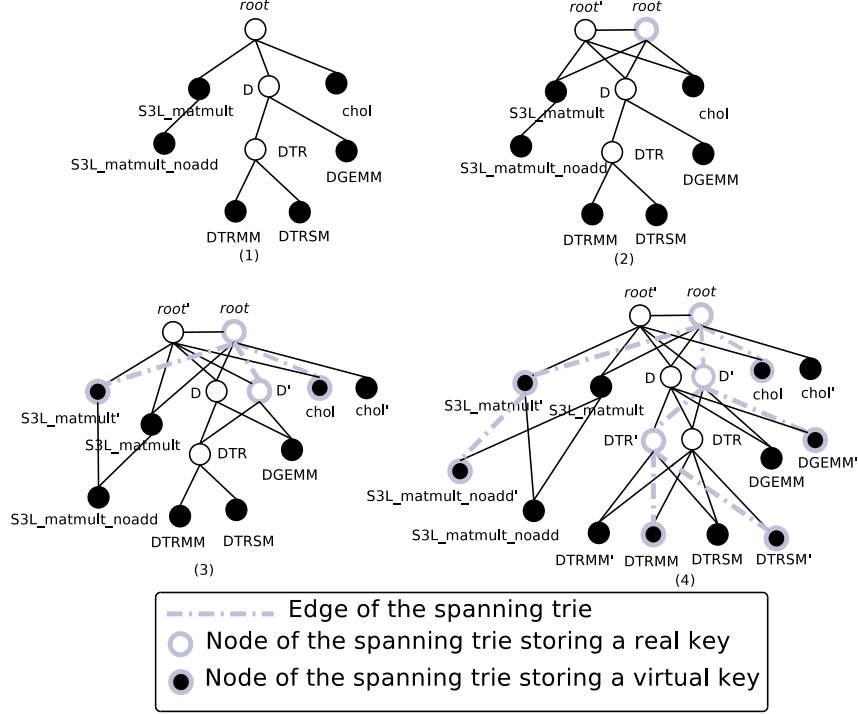 root
D
S3L_matmult
chol
DTR
S3L_matmult_noadd
DGEMM
DTRMM
DTRSM
(1)
root'
root
D
S3L_matmult
chol
S3L_matmult_noadd
DTR
DGEMM
DTRMM
DTRSM
(2)
root'
root
D
D'
S3L_matmult'
chol
chol'
S3L_matmult
DTR
DGEMM
S3L_matmult_noadd
DTRMM
DTRSM
(3)
root'
root
D
D'
S3L_matmult'
chol
chol'
S3L_matmult
DTR'
DTR
DGEMM'
DGEMM
S3L_matmult_noadd'
S3L_matmult_noadd
DTRMM'
DTRMM
DTRSM
DTRSM'
(4)
Edge of the spanning trie
Node of the spanning trie storing a real key
Node of the spanning trie storing a virtual key